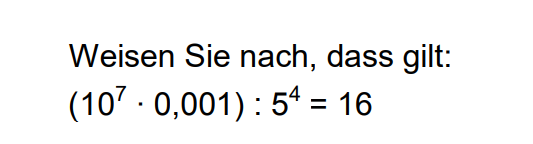 Weisen Sie nach, dass gilt:
(10⁷ · 0,001) : 5⁴ = 16